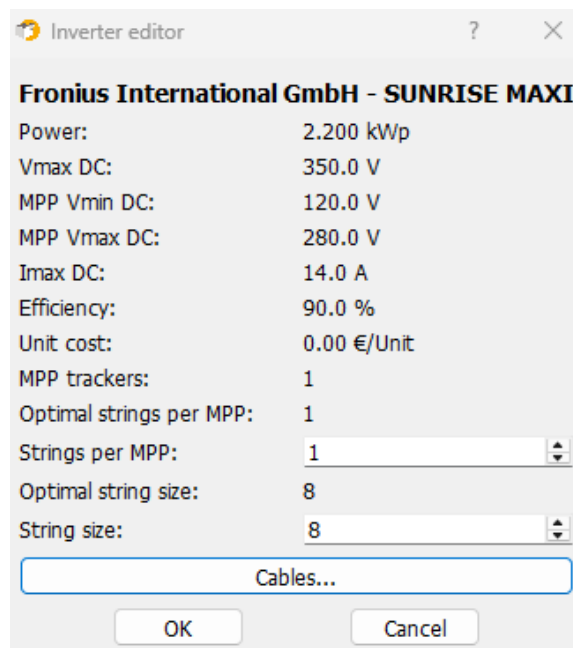 Inverter editor ?
Fronius International GmbH - SUNRISE MAXI
Power: 2.200 kWp
Vmax DC: 350.0 V
MPP Vmin DC: 120.0 V
MPP Vmax DC: 280.0 V
Imax DC: 14.0 A
Efficiency: 90.0 %
Unit cost: 0.00 €/Unit
MPP trackers: 1
Optimal strings per MPP: 1
Strings per MPP: 1
Optimal string size: 8
String size: 8
Cables...
OK Cancel